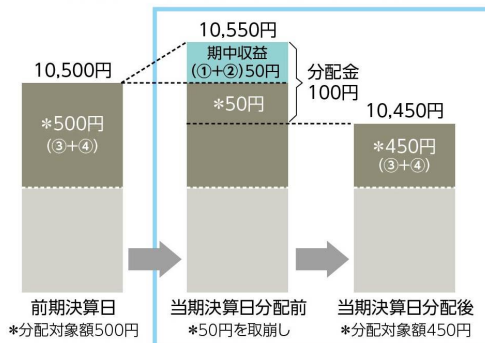 10,500円
*500円
(③+④)
前期決算日
*分配対象額500円
10,550円
期中収益
(①+②)50円
*50円
分配金
100円
当期決算日分配前
*50円を取崩し
10,450円
*450円
(③+④)
当期決算日分配後
*分配対象額450円